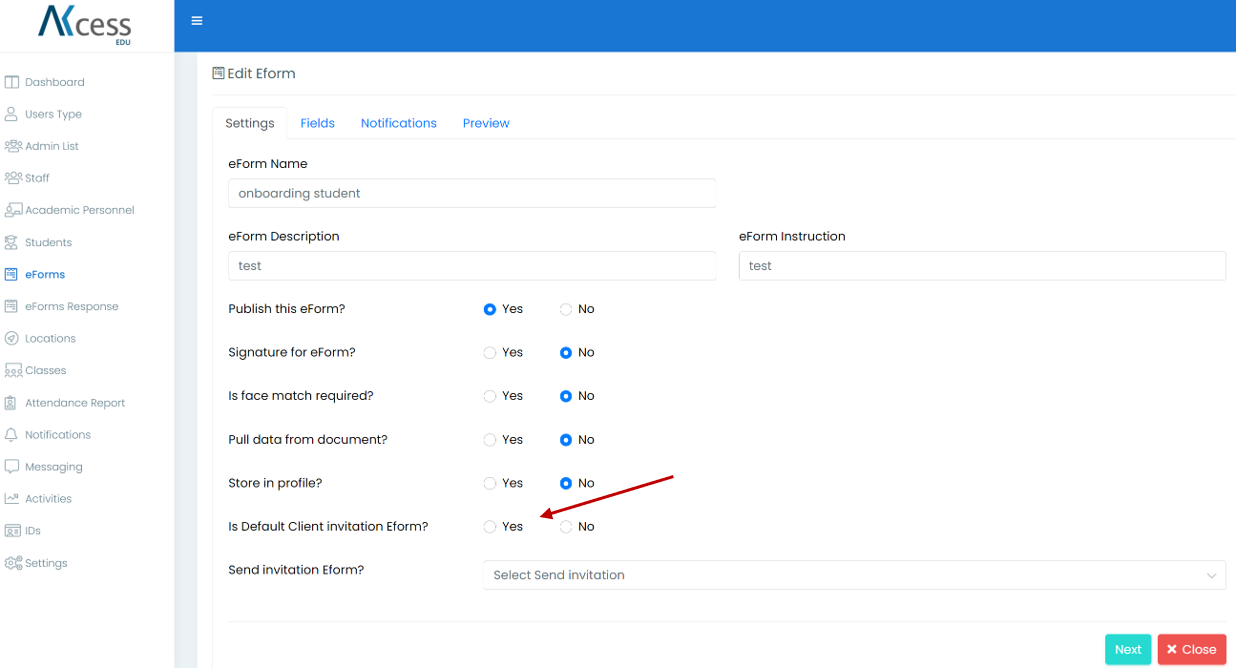 AKcess
EDU
Dashboard
Users Type
Admin List
Staff
Academic Personnel
Students
eForms
eForms Response
Locations
Classes
Attendance Report
Notifications
Messaging
Activities
IDs
Settings
Edit Eform
Settings Fields Notifications Preview
eForm Name
onboarding student
eForm Description eForm Instruction
test test
Publish this eForm? Yes No
Signature for eForm? Yes No
Is face match required? Yes No
Pull data from document? Yes No
Store in profile? Yes No
Is Default Client invitation Eform? Yes No
Send invitation Eform? Select Send invitation
Next Close